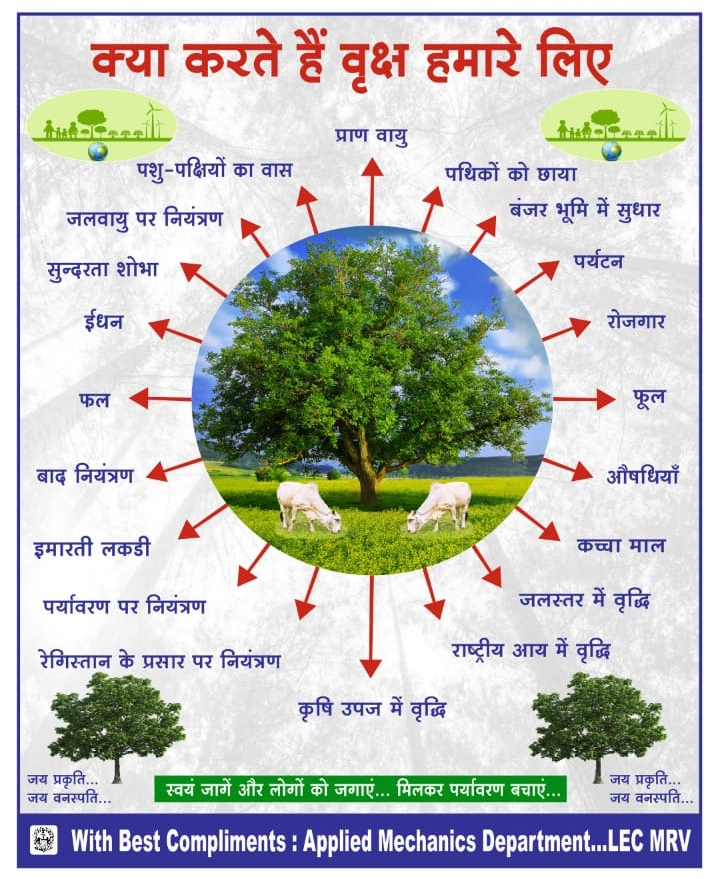 क्या करते हैं वृक्ष हमारे लिए
प्राण वायु
पशु-पक्षियों का वास
पथिकों को छाया
जलवायु पर नियंत्रण
बंजर भूमि में सुधार
सुन्दरता शोभा
पर्यटन
ईधन
रोजगार
फल
फूल
बाद नियंत्रण
औषधियाँ
इमारती लकडी
कच्चा माल
पर्यावरण पर नियंत्रण
जलस्तर में वृद्धि
रेगिस्तान के प्रसार पर नियंत्रण
राष्ट्रीय आय में वृद्धि
कृषि उपज में वृद्धि
जय प्रकृति...
जय वनस्पति...
स्वयं जागें और लोगों को जगाएं... मिलकर पर्यावरण बचाएं...
जय प्रकृति...
जय वनस्पति...
With Best Compliments : Applied Mechanics Department...LEC MRV